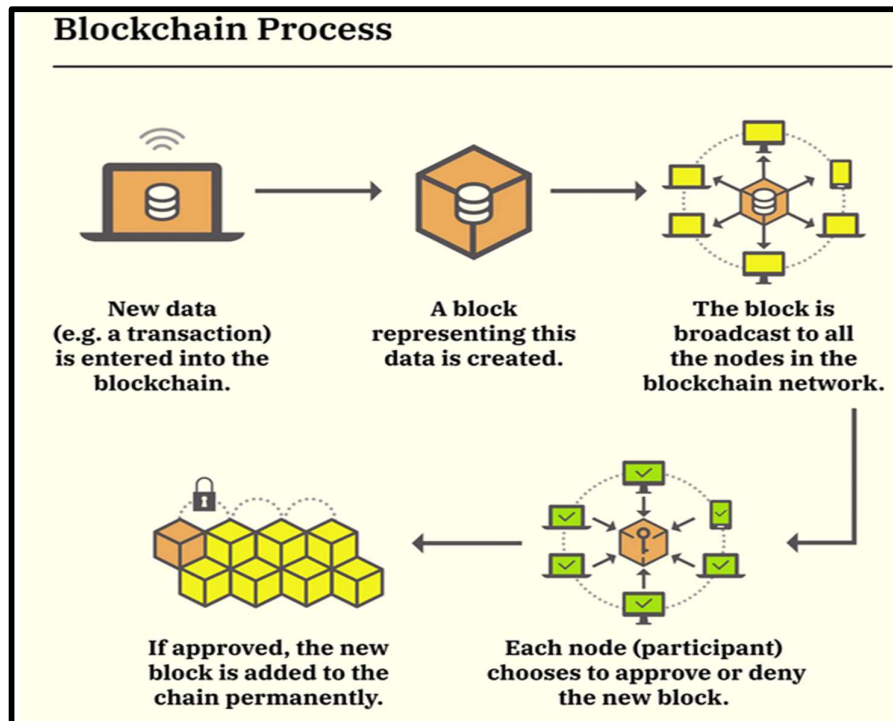 Blockchain Process
New data
(e.g. a transaction)
is entered into the
blockchain.
A block
representing this
data is created.
The block is
broadcast to all
the nodes in the
blockchain network.
If approved, the new
block is added to the
chain permanently.
Each node (participant)
chooses to approve or deny
the new block.